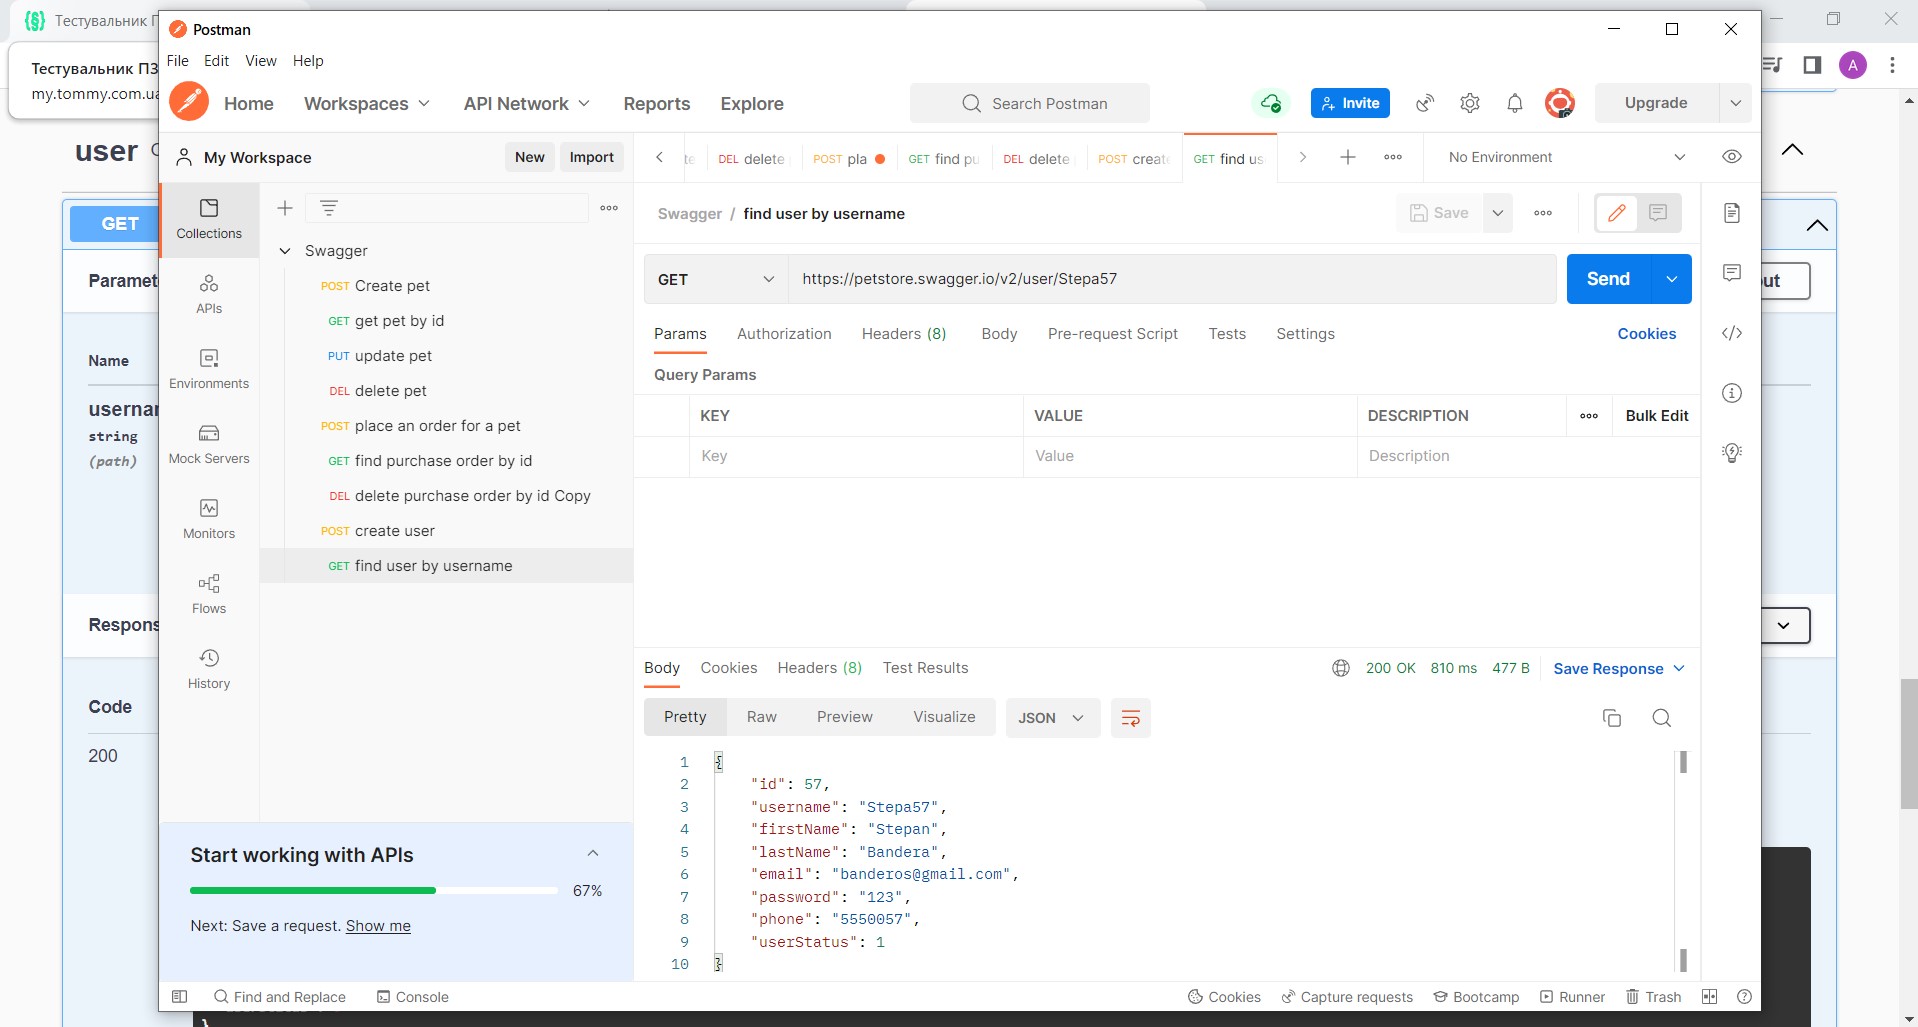 Тестувальник П
Тестувальник ПЗ
my.tommy.com.ua
A
user
GET
Paramet
out
Name
userna
string
(path)
Respons
Code
200
}
Postman
File Edit View Help
Home Workspaces API Network Reports Explore
Search Postman
Invite
Upgrade
My Workspace
New Import
DEL delete POST pla GET find pu DEL delete POST create GET find us
No Environment
Collections
APIs
Environments
Mock Servers
Monitors
Flows
History
Swagger
POST Create pet
GET get pet by id
PUT update pet
DEL delete pet
POST place an order for a pet
GET find purchase order by id
DEL delete purchase order by id Copy
POST create user
GET find user by username
Start working with APIs
67%
Next: Save a request. Show me
Swagger / find user by username
Save
GET https://petstore.swagger.io/v2/user/Stepa57
Send
Params Authorization Headers (8) Body Pre-request Script Tests Settings Cookies
Query Params
KEY VALUE DESCRIPTION Bulk Edit
Key Value Description
Body Cookies Headers (8) Test Results 200 OK 810 ms 477 B Save Response
Pretty Raw Preview Visualize JSON
1 {
2 "id": 57,
3 "username": "Stepa57",
4 "firstName": "Stepan",
5 "lastName": "Bandera",
6 "email": "banderos@gmail.com",
7 "password": "123",
8 "phone": "5550057",
9 "userStatus": 1
10 }
Find and Replace Console Cookies Capture requests Bootcamp Runner Trash